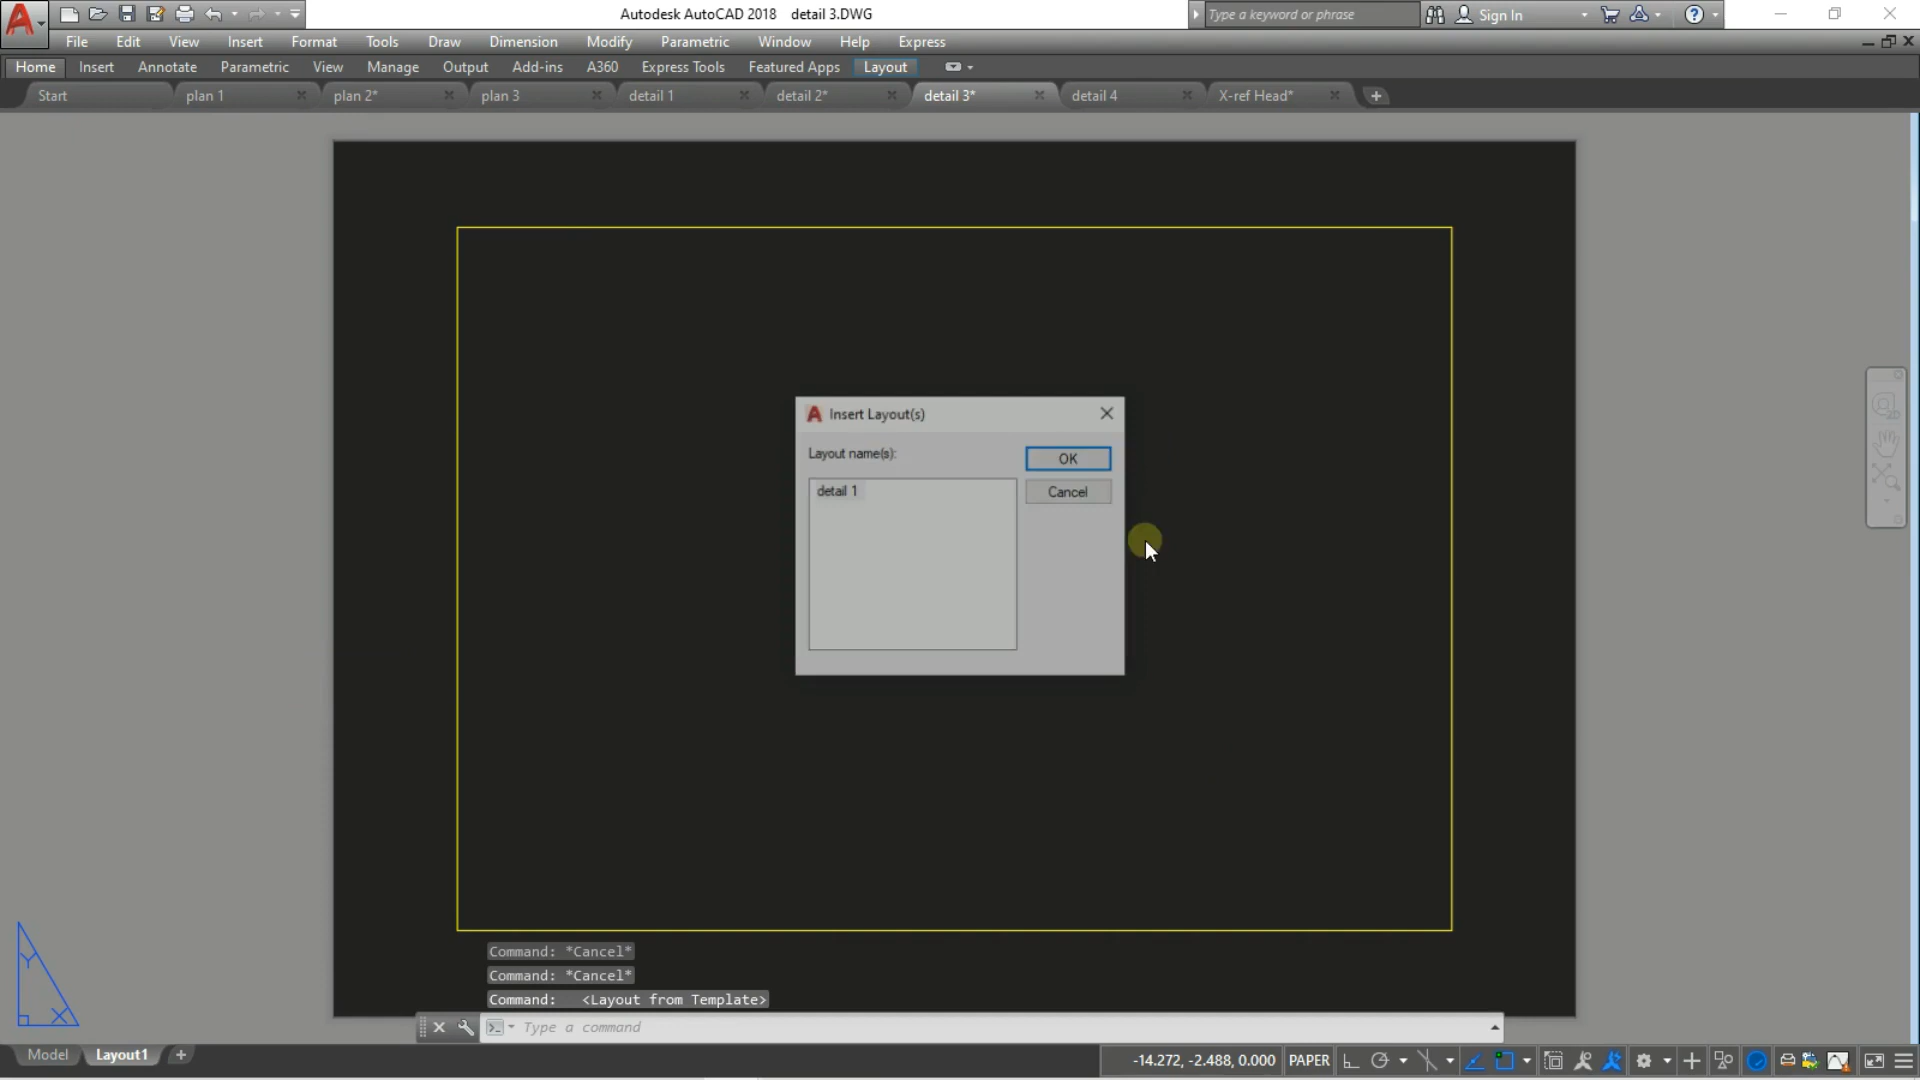 Autodesk AutoCAD 2018 detail 3.DWG
Type a keyword or phrase
Sign In
File Edit View Insert Format Tools Draw Dimension Modify Parametric Window Help Express
Home Insert Annotate Parametric View Manage Output Add-ins A360 Express Tools Featured Apps Layout
Start plan 1 plan 2* plan 3 detail 1 detail 2* detail 3* detail 4 X-ref Head*
Insert Layout(s)
Layout name(s):
OK
detail 1
Cancel
Y
X
Command: *Cancel*
Command: *Cancel*
Command: <Layout from Template>
Type a command
Model Layout1
-14.272, -2.488, 0.000 PAPER